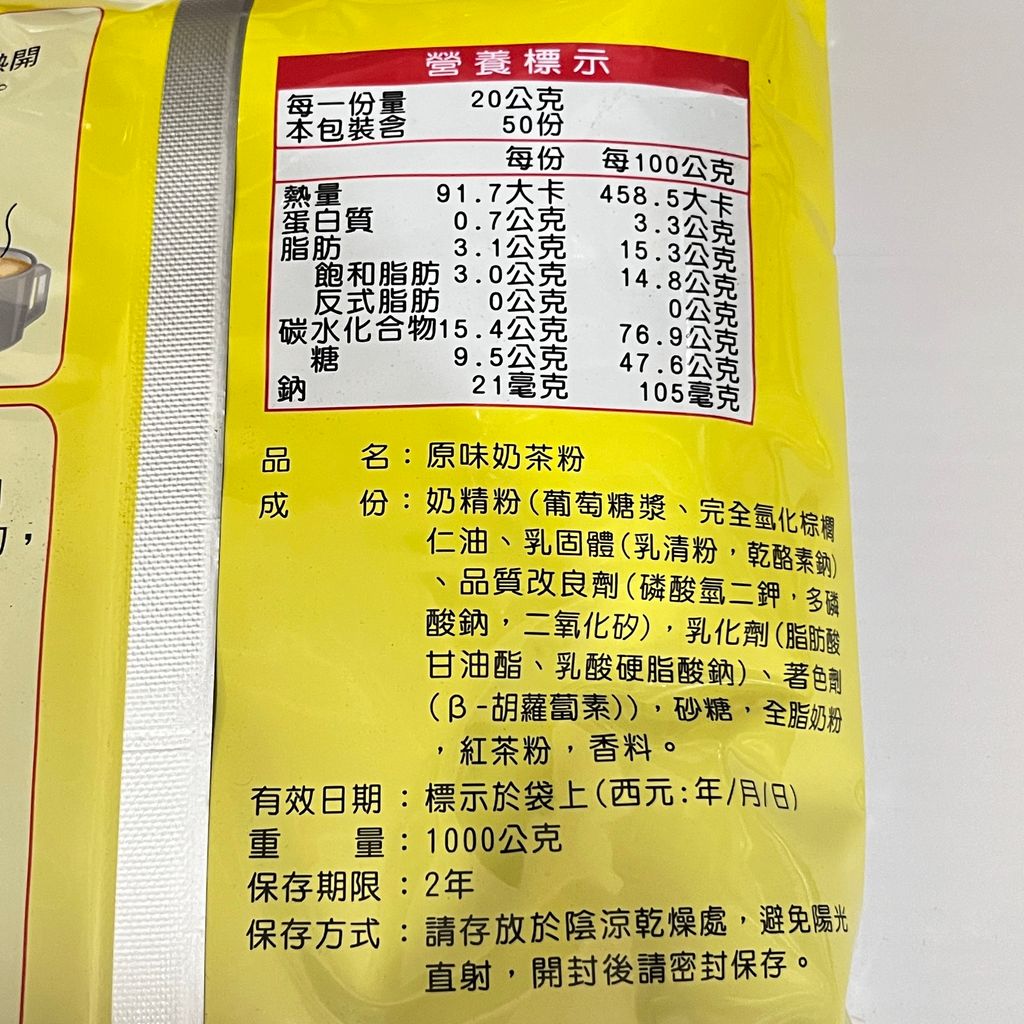 熱開
。
營養標示
每一份量 20公克
本包裝含 50份
每份 每100公克
熱量 91.7大卡 458.5大卡
蛋白質 0.7公克 3.3公克
脂肪 3.1公克 15.3公克
飽和脂肪 3.0公克 14.8公克
反式脂肪 0公克 0公克
碳水化合物15.4公克 76.9公克
糖 9.5公克 47.6公克
鈉 21毫克 105毫克
品 名：原味奶茶粉
成 份：奶精粉(葡萄糖漿、完全氫化棕櫚
仁油、乳固體(乳清粉，乾酪素鈉)
、品質改良劑(磷酸氫二鉀，多磷
酸鈉，二氧化矽)，乳化劑(脂肪酸
甘油酯、乳酸硬脂酸鈉)、著色劑
(β-胡蘿蔔素))，砂糖，全脂奶粉
，紅茶粉，香料。
有效日期：標示於袋上(西元:年/月/日)
重 量：1000公克
保存期限：2年
保存方式：請存放於陰涼乾燥處，避免陽光
直射，開封後請密封保存。